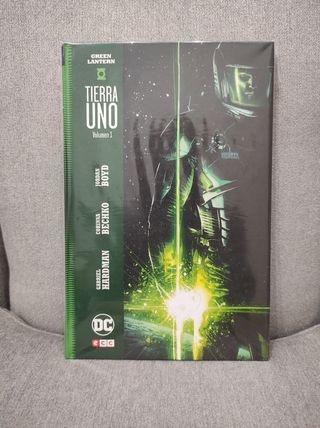 GREEN
LANTERN
TIERRA
UNO
Volumen 1
JORDAN
BOYD
CORINNA
BECHKO
GABRIEL
HARDMAN
DC
ecc